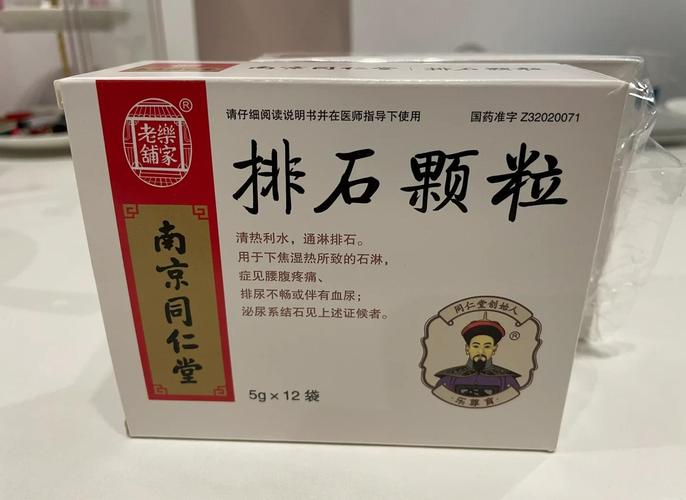 请仔细阅读说明书并在医师指导下使用
国药准字 Z32020071
樂家
老舖
®
排石颗粒
南京同仁堂
清热利水，通淋排石。
用于下焦湿热所致的石淋，
症见腰腹疼痛、
排尿不畅或伴有血尿；
泌尿系结石见上述证候者。
同仁堂创始人
®
·乐尊育·
5g×12 袋